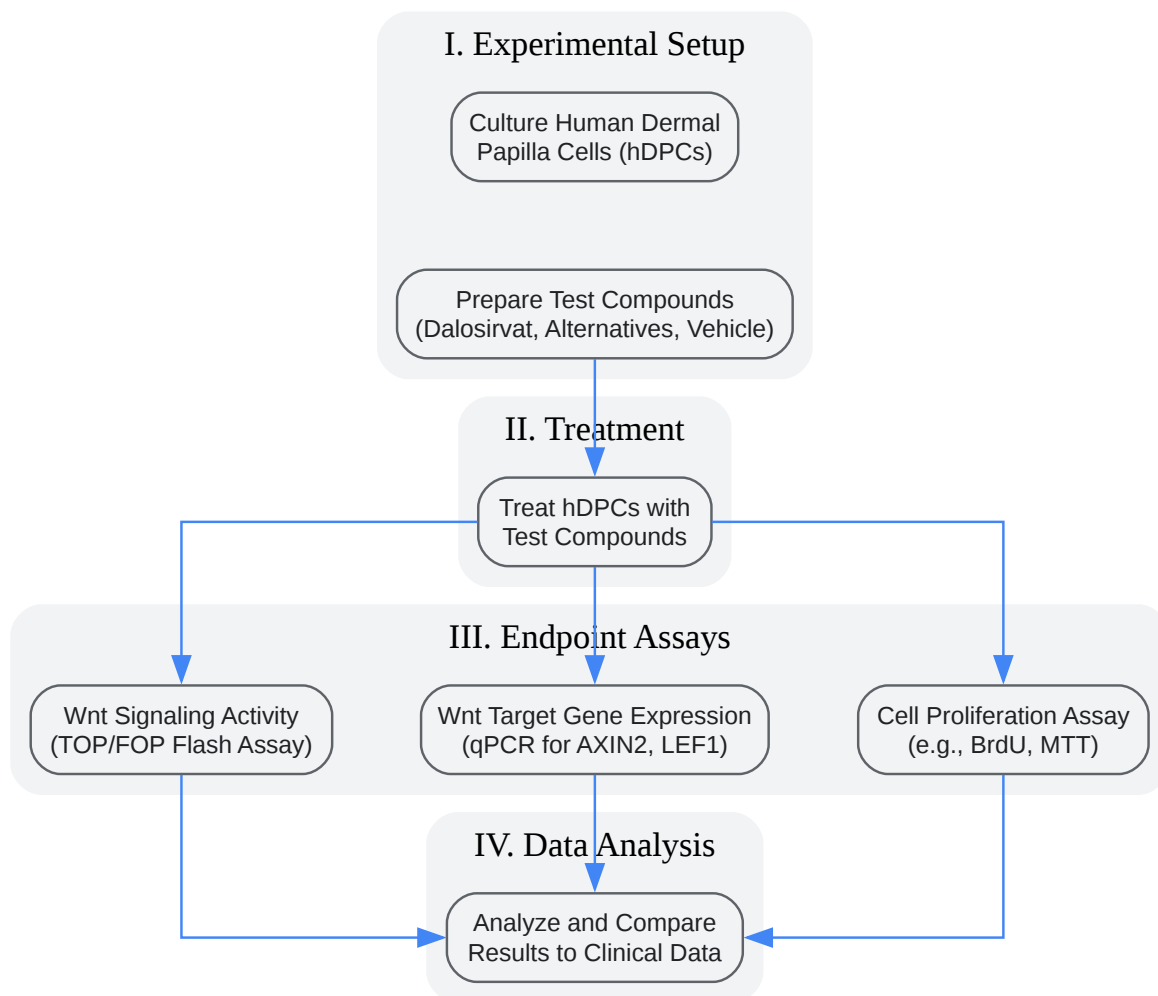 I. Experimental Setup
Culture Human Dermal
Papilla Cells (hDPCs)
Prepare Test Compounds
(Dalosirvat, Alternatives, Vehicle)
II. Treatment
Treat hDPCs with
Test Compounds
III. Endpoint Assays
Wnt Signaling Activity
(TOP/FOP Flash Assay)
Wnt Target Gene Expression
(qPCR for AXIN2, LEF1)
Cell Proliferation Assay
(e.g., BrdU, MTT)
IV. Data Analysis
Analyze and Compare
Results to Clinical Data